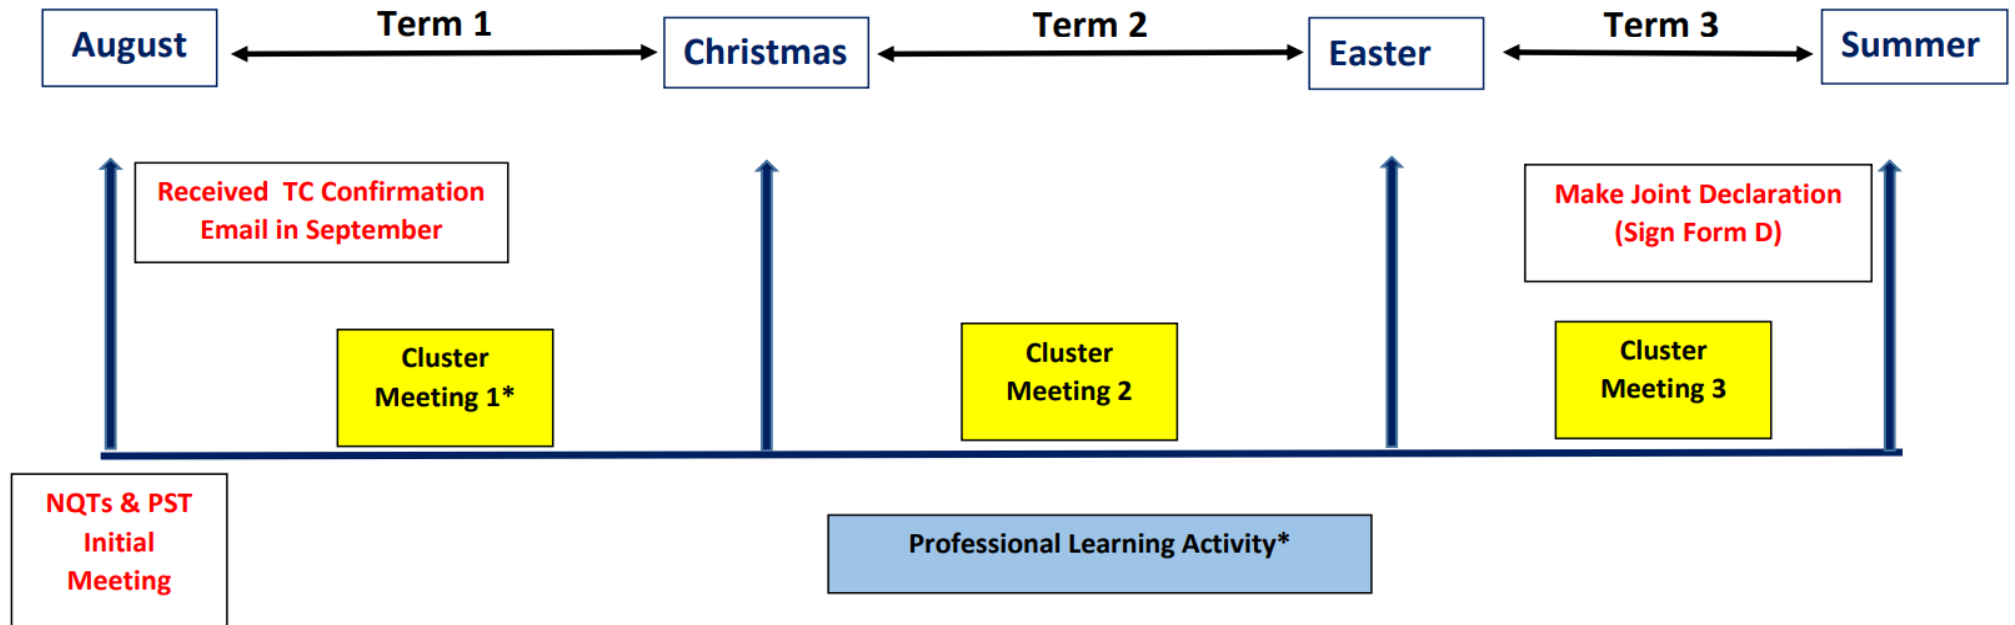 August
Term 1
Christmas
Term 2
Easter
Term 3
Summer
Received TC Confirmation
Email in September
Make Joint Declaration
(Sign Form D)
Cluster
Meeting 1*
Cluster
Meeting 2
Cluster
Meeting 3
NQTs & PST
Initial
Meeting
Professional Learning Activity*